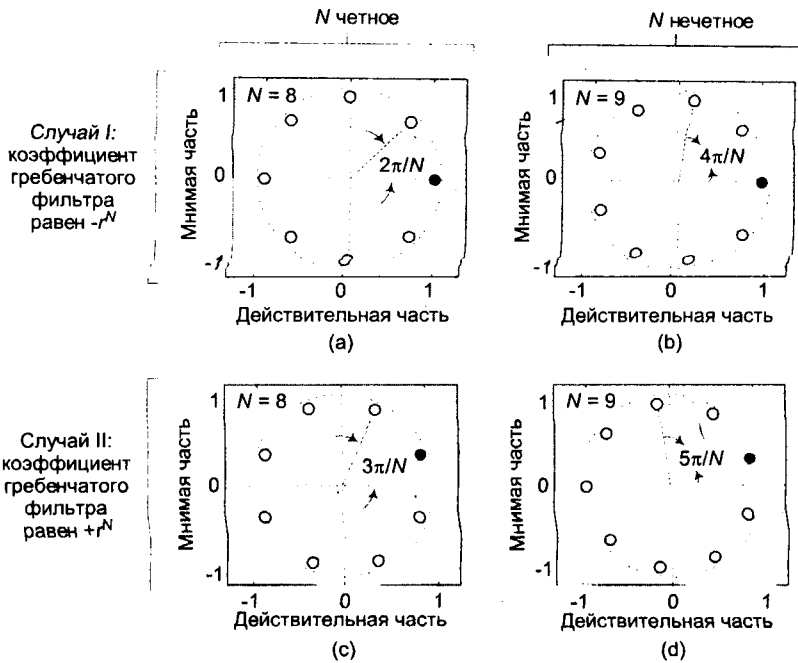 N четное
N нечетное
Случай I:
коэффициент
гребенчатого
фильтра
равен -r^N
Мнимая часть
1
0
-1
N = 8
2π/N
-1
0
1
Действительная часть
(a)
Мнимая часть
1
0
-1
N = 9
4π/N
-1
0
1
Действительная часть
(b)
Случай II:
коэффициент
гребенчатого
фильтра
равен +r^N
Мнимая часть
1
0
-1
N = 8
3π/N
-1
0
1
Действительная часть
(c)
Мнимая часть
1
0
-1
N = 9
5π/N
-1
0
1
Действительная часть
(d)